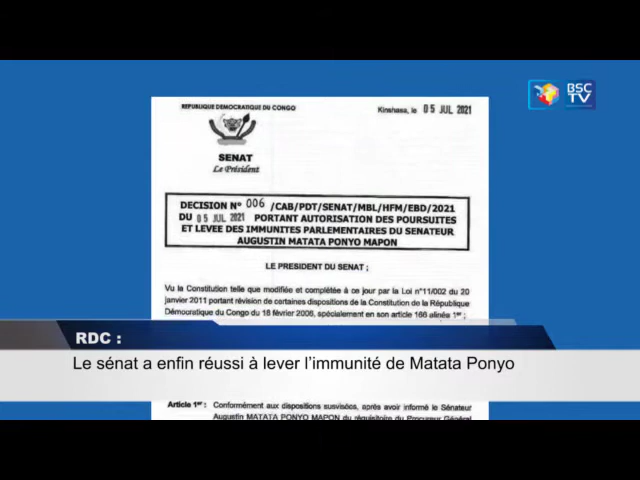 BSC
TV
REPUBLIQUE DEMOCRATIQUE DU CONGO
Kinshasa, le 05 JUL 2021
SENAT
Le Président
DECISION N° 006 /CAB/PDT/SENAT/MBL/HFM/EBD/2021
DU 05 JUL 2021 PORTANT AUTORISATION DES POURSUITES
ET LEVEE DES IMMUNITES PARLEMENTAIRES DU SENATEUR
AUGUSTIN MATATA PONYO MAPON
LE PRESIDENT DU SENAT ;
Vu la Constitution telle que modifiée et complétée à ce jour par la Loi n°11/002 du 20
janvier 2011 portant révision de certaines dispositions de la Constitution de la République
Démocratique du Congo du 18 février 2006, spécialement en son article 166 alinéa 1er ;
RDC :
Le sénat a enfin réussi à lever l'immunité de Matata Ponyo
Article 1er : Conformément aux dispositions susvisées, après avoir informé le Sénateur
Augustin MATATA PONYO MAPON du réquisitoire du Procureur Général